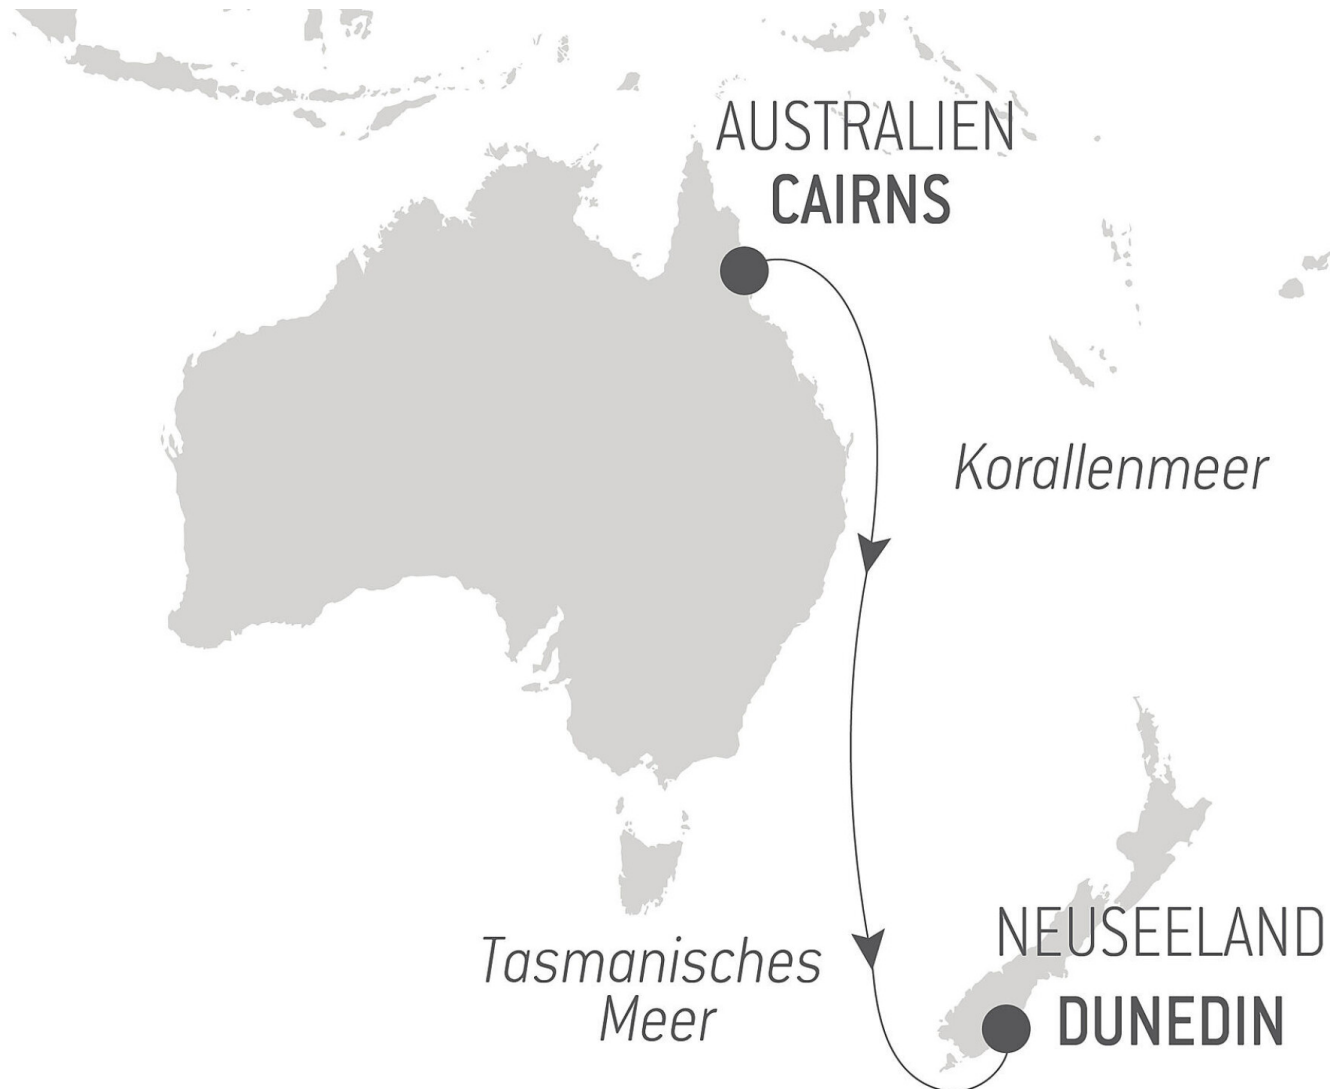 AUSTRALIEN
CAIRNS
Korallenmeer
Tasmanisches
Meer
NEUSEELAND
DUNEDIN